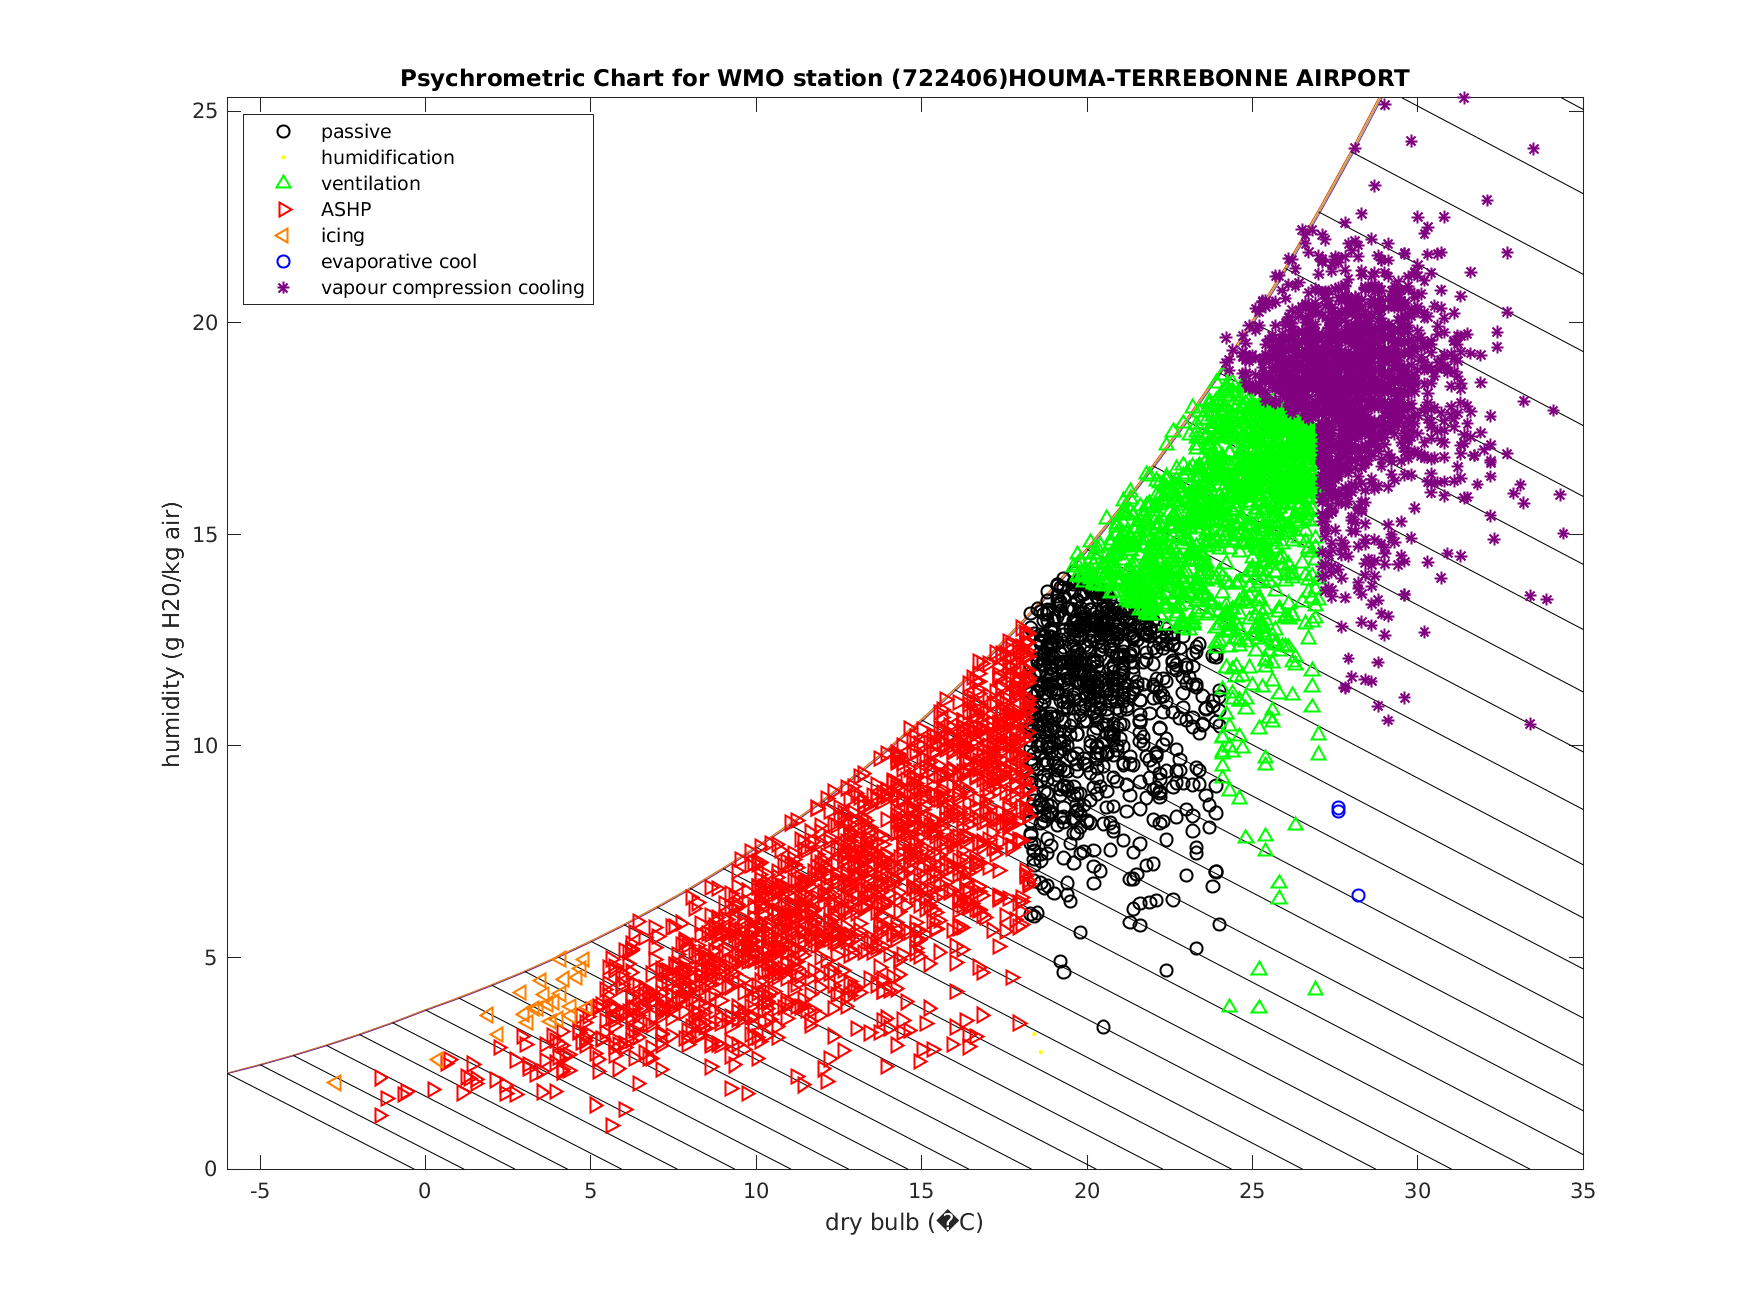 Psychrometric Chart for WMO station (722406)HOUMA-TERREBONNE AIRPORT
passive
humidification
ventilation
ASHP
icing
evaporative cool
vapour compression cooling
humidity (g H20/kg air)
25
20
15
10
5
0
-5 0 5 10 15 20 25 30 35
dry bulb (�C)